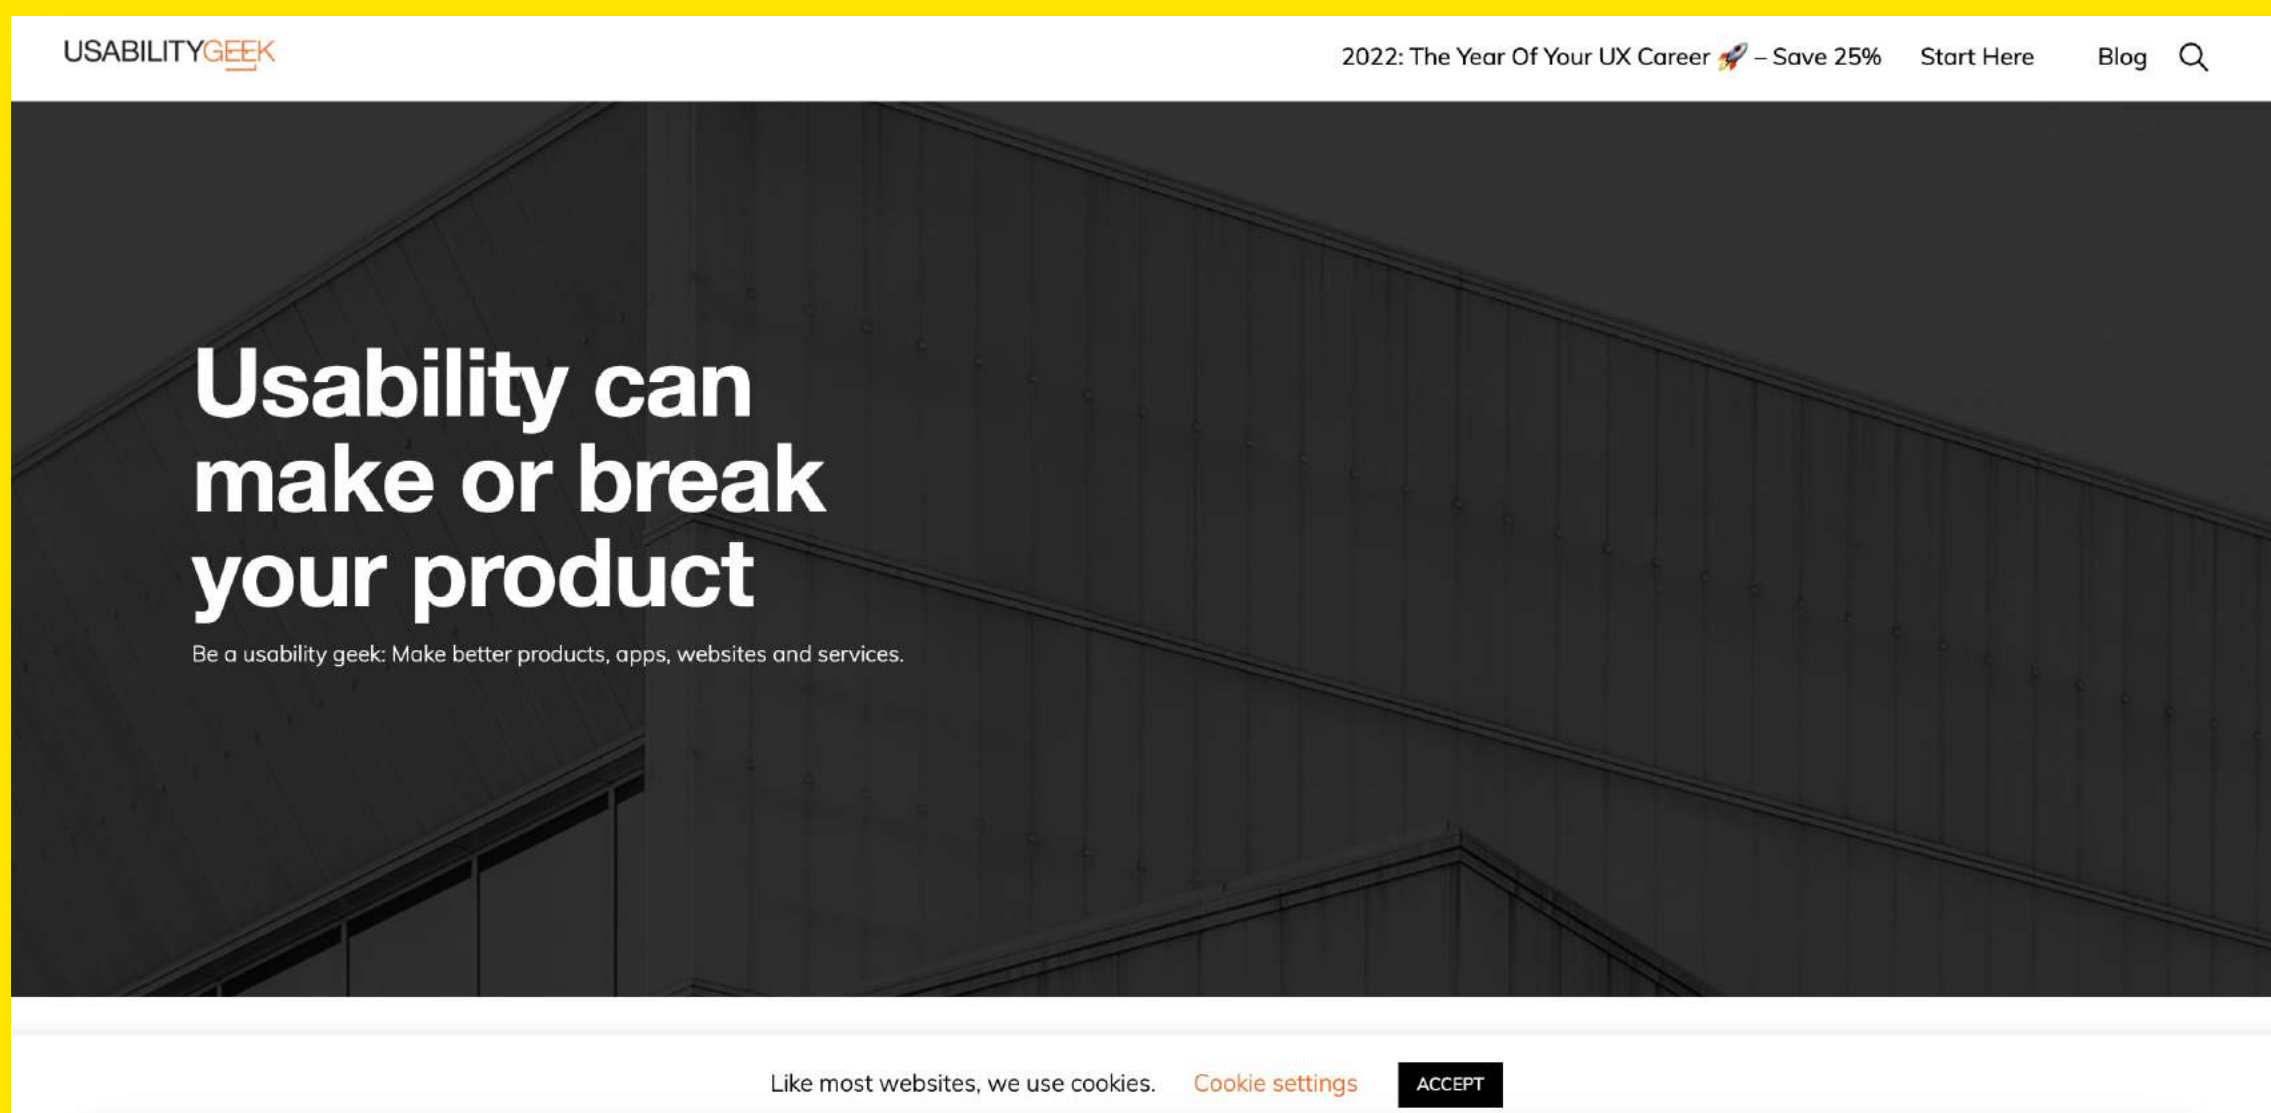 USABILITYGEEK
2022: The Year Of Your UX Career 🚀 – Save 25%
Start Here
Blog
Usability can
make or break
your product
Be a usability geek: Make better products, apps, websites and services.
Like most websites, we use cookies.
Cookie settings
ACCEPT